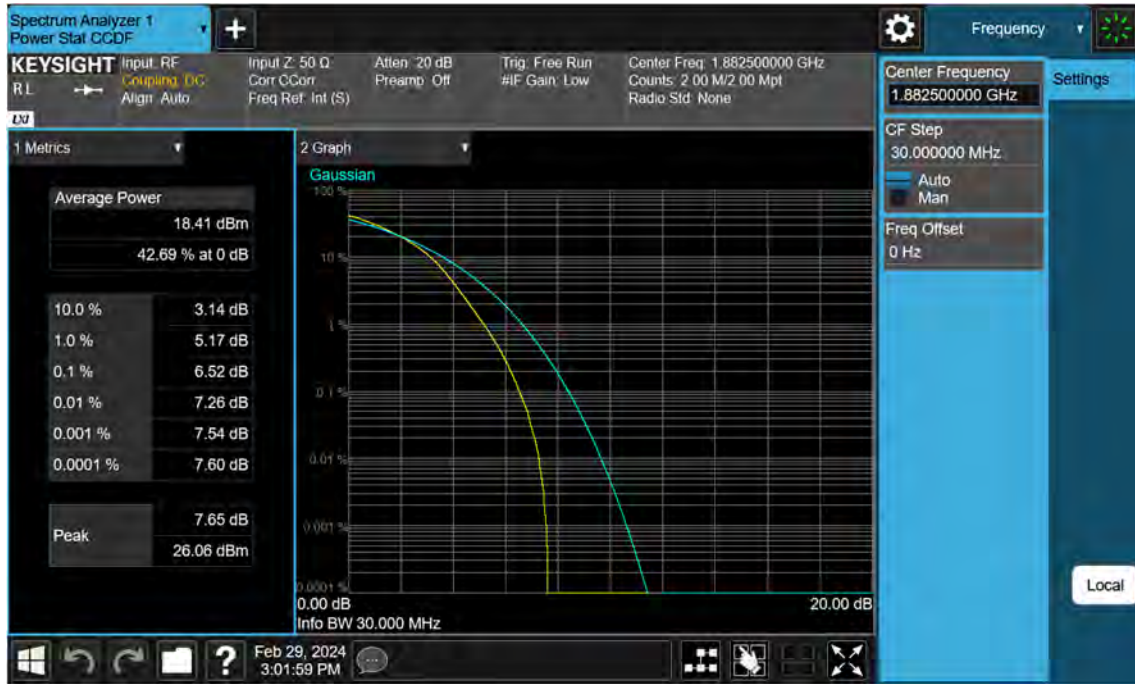 Spectrum Analyzer 1
Power Stat CCDF
Frequency
KEYSIGHT
Input: RF
Coupling: DC
Align: Auto
Input Z: 50 Ω
Corr CCorr
Freq Ref: Int (S)
Atten: 20 dB
Preamp: Off
Trig: Free Run
#IF Gain: Low
Center Freq: 1.882500000 GHz
Counts: 2.00 M/2.00 Mpt
Radio Std: None
R L
LXI
Center Frequency
1.882500000 GHz
Settings
CF Step
30.000000 MHz
Auto
Man
Freq Offset
0 Hz
Local
1 Metrics
Average Power
18.41 dBm
42.69 % at 0 dB
10.0 % 3.14 dB
1.0 % 5.17 dB
0.1 % 6.52 dB
0.01 % 7.26 dB
0.001 % 7.54 dB
0.0001 % 7.60 dB
Peak
7.65 dB
26.06 dBm
2 Graph
Gaussian
100 %
10 %
1 %
0.1 %
0.01 %
0.001 %
0.0001 %
0.00 dB 20.00 dB
Info BW 30.000 MHz
Feb 29, 2024
3:01:59 PM